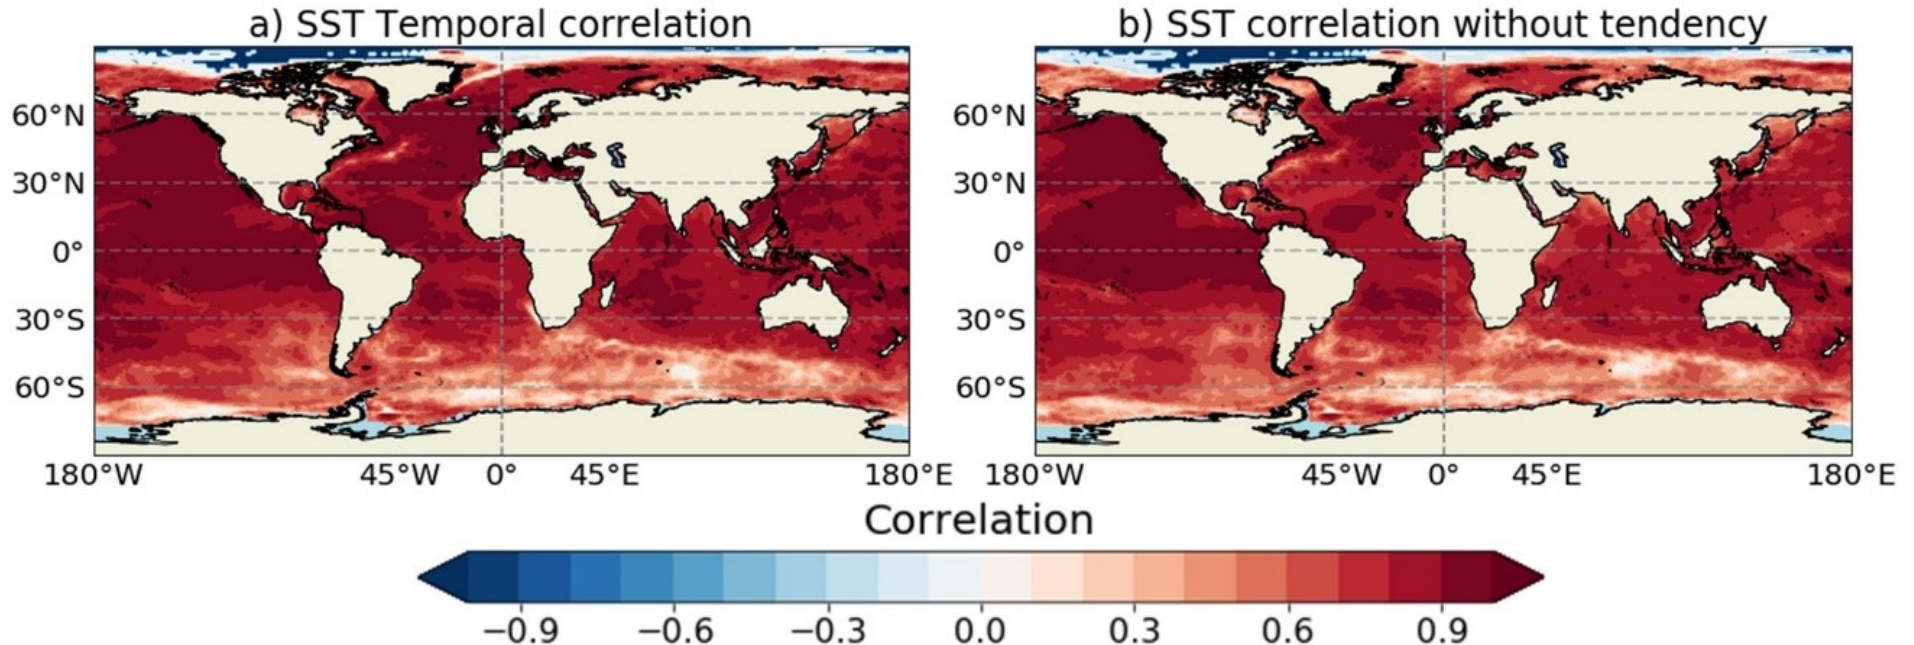 a) SST Temporal correlation
b) SST correlation without tendency
60°N
30°N
0°
30°S
60°S
180°W
45°W
0°
45°E
180°E
60°N
30°N
0°
30°S
60°S
180°W
45°W
0°
45°E
180°E
Correlation
−0.9
−0.6
−0.3
0.0
0.3
0.6
0.9